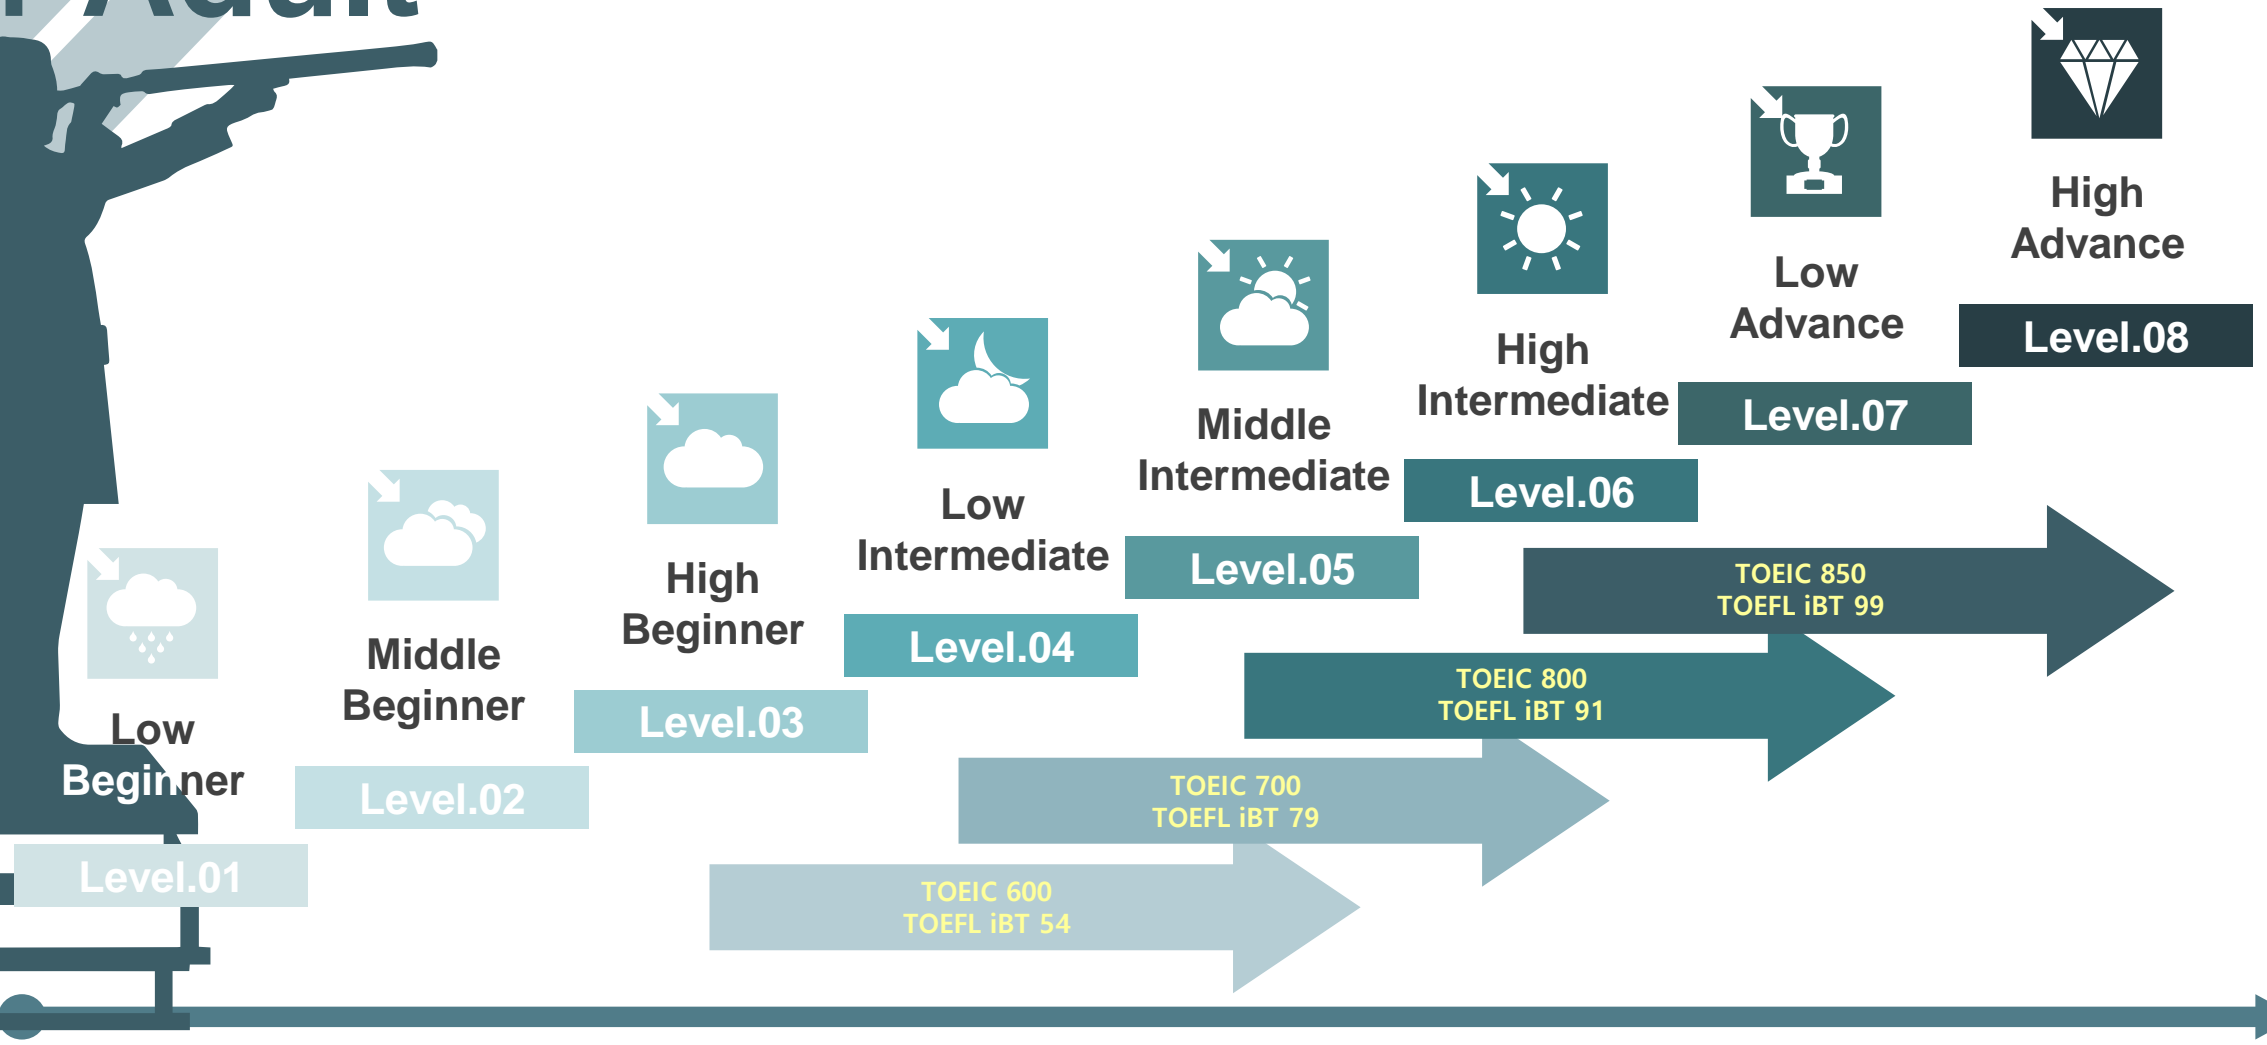 Adult
High
Advance
Level.08
Low
Advance
Level.07
High
Intermediate
Level.06
Middle
Intermediate
Level.05
Low
Intermediate
Level.04
High
Beginner
Level.03
Middle
Beginner
Level.02
Low
Beginner
Level.01
TOEIC 850
TOEFL iBT 99
TOEIC 800
TOEFL iBT 91
TOEIC 700
TOEFL iBT 79
TOEIC 600
TOEFL iBT 54